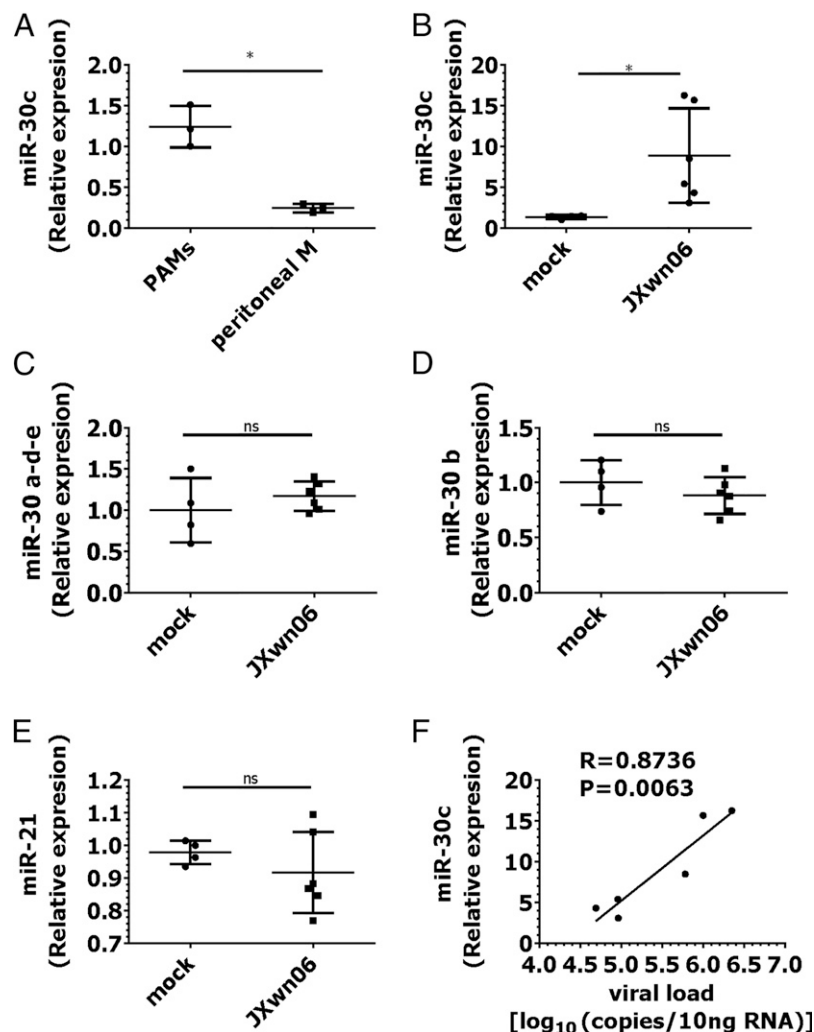 A
*
miR-30c
(Relative expresion)
2.0
1.5
1.0
0.5
0.0
PAMs
peritoneal M
B
*
miR-30c
(Relative expresion)
20
15
10
5
0
mock
JXwn06
C
ns
miR-30 a-d-e
(Relative expresion)
2.0
1.5
1.0
0.5
0.0
mock
JXwn06
D
ns
miR-30 b
(Relative expresion)
1.5
1.0
0.5
0.0
mock
JXwn06
E
ns
miR-21
(Relative expresion)
1.2
1.1
1.0
0.9
0.8
0.7
mock
JXwn06
F
R=0.8736
P=0.0063
miR-30c
(Relative expresion)
20
15
10
5
0
4.0 4.5 5.0 5.5 6.0 6.5 7.0
viral load
[log10 (copies/10ng RNA)]